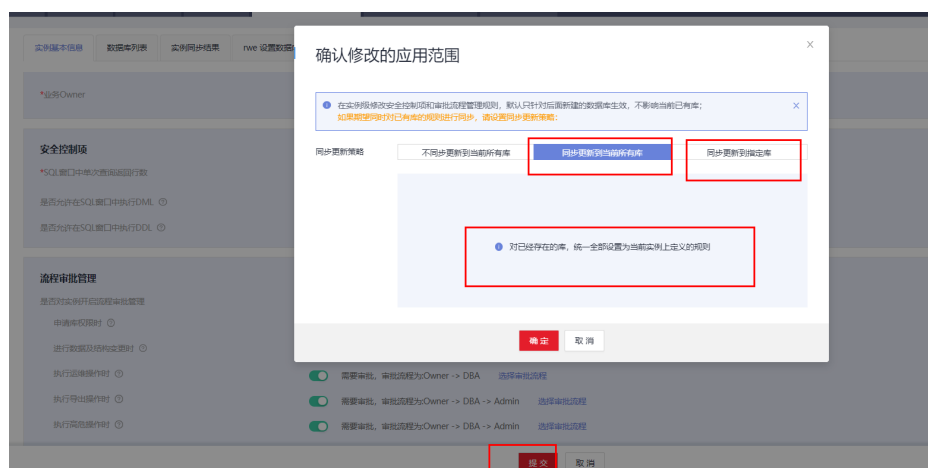 实例基本信息 数据库列表 实例同步结果 rwe 设置数据
确认修改的应用范围
*业务Owner
在实例级修改安全控制项和审批流程管理规则，默认只针对后面新建的数据库生效，不影响当前已有库；
如果期望同时对已有库的规则进行同步，请设置同步更新策略：
安全控制项
同步更新策略 不同步更新到当前所有库 同步更新到当前所有库 同步更新到指定库
*SQL窗口中单次查询返回行数
是否允许在SQL窗口中执行DML
是否允许在SQL窗口中执行DDL
对已经存在的库，统一全部设置为当前实例上定义的规则
流程审批管理
是否对实例开启流程审批管理
申请库权限时
确定 取消
进行数据及结构变更时
执行运维操作时 需要审批，审批流程为:Owner -> DBA 选择审批流程
执行导出操作时 需要审批，审批流程为:Owner -> DBA -> Admin 选择审批流程
执行高危操作时 需要审批，审批流程为:Owner -> DBA -> Admin 选择审批流程
提交 取消